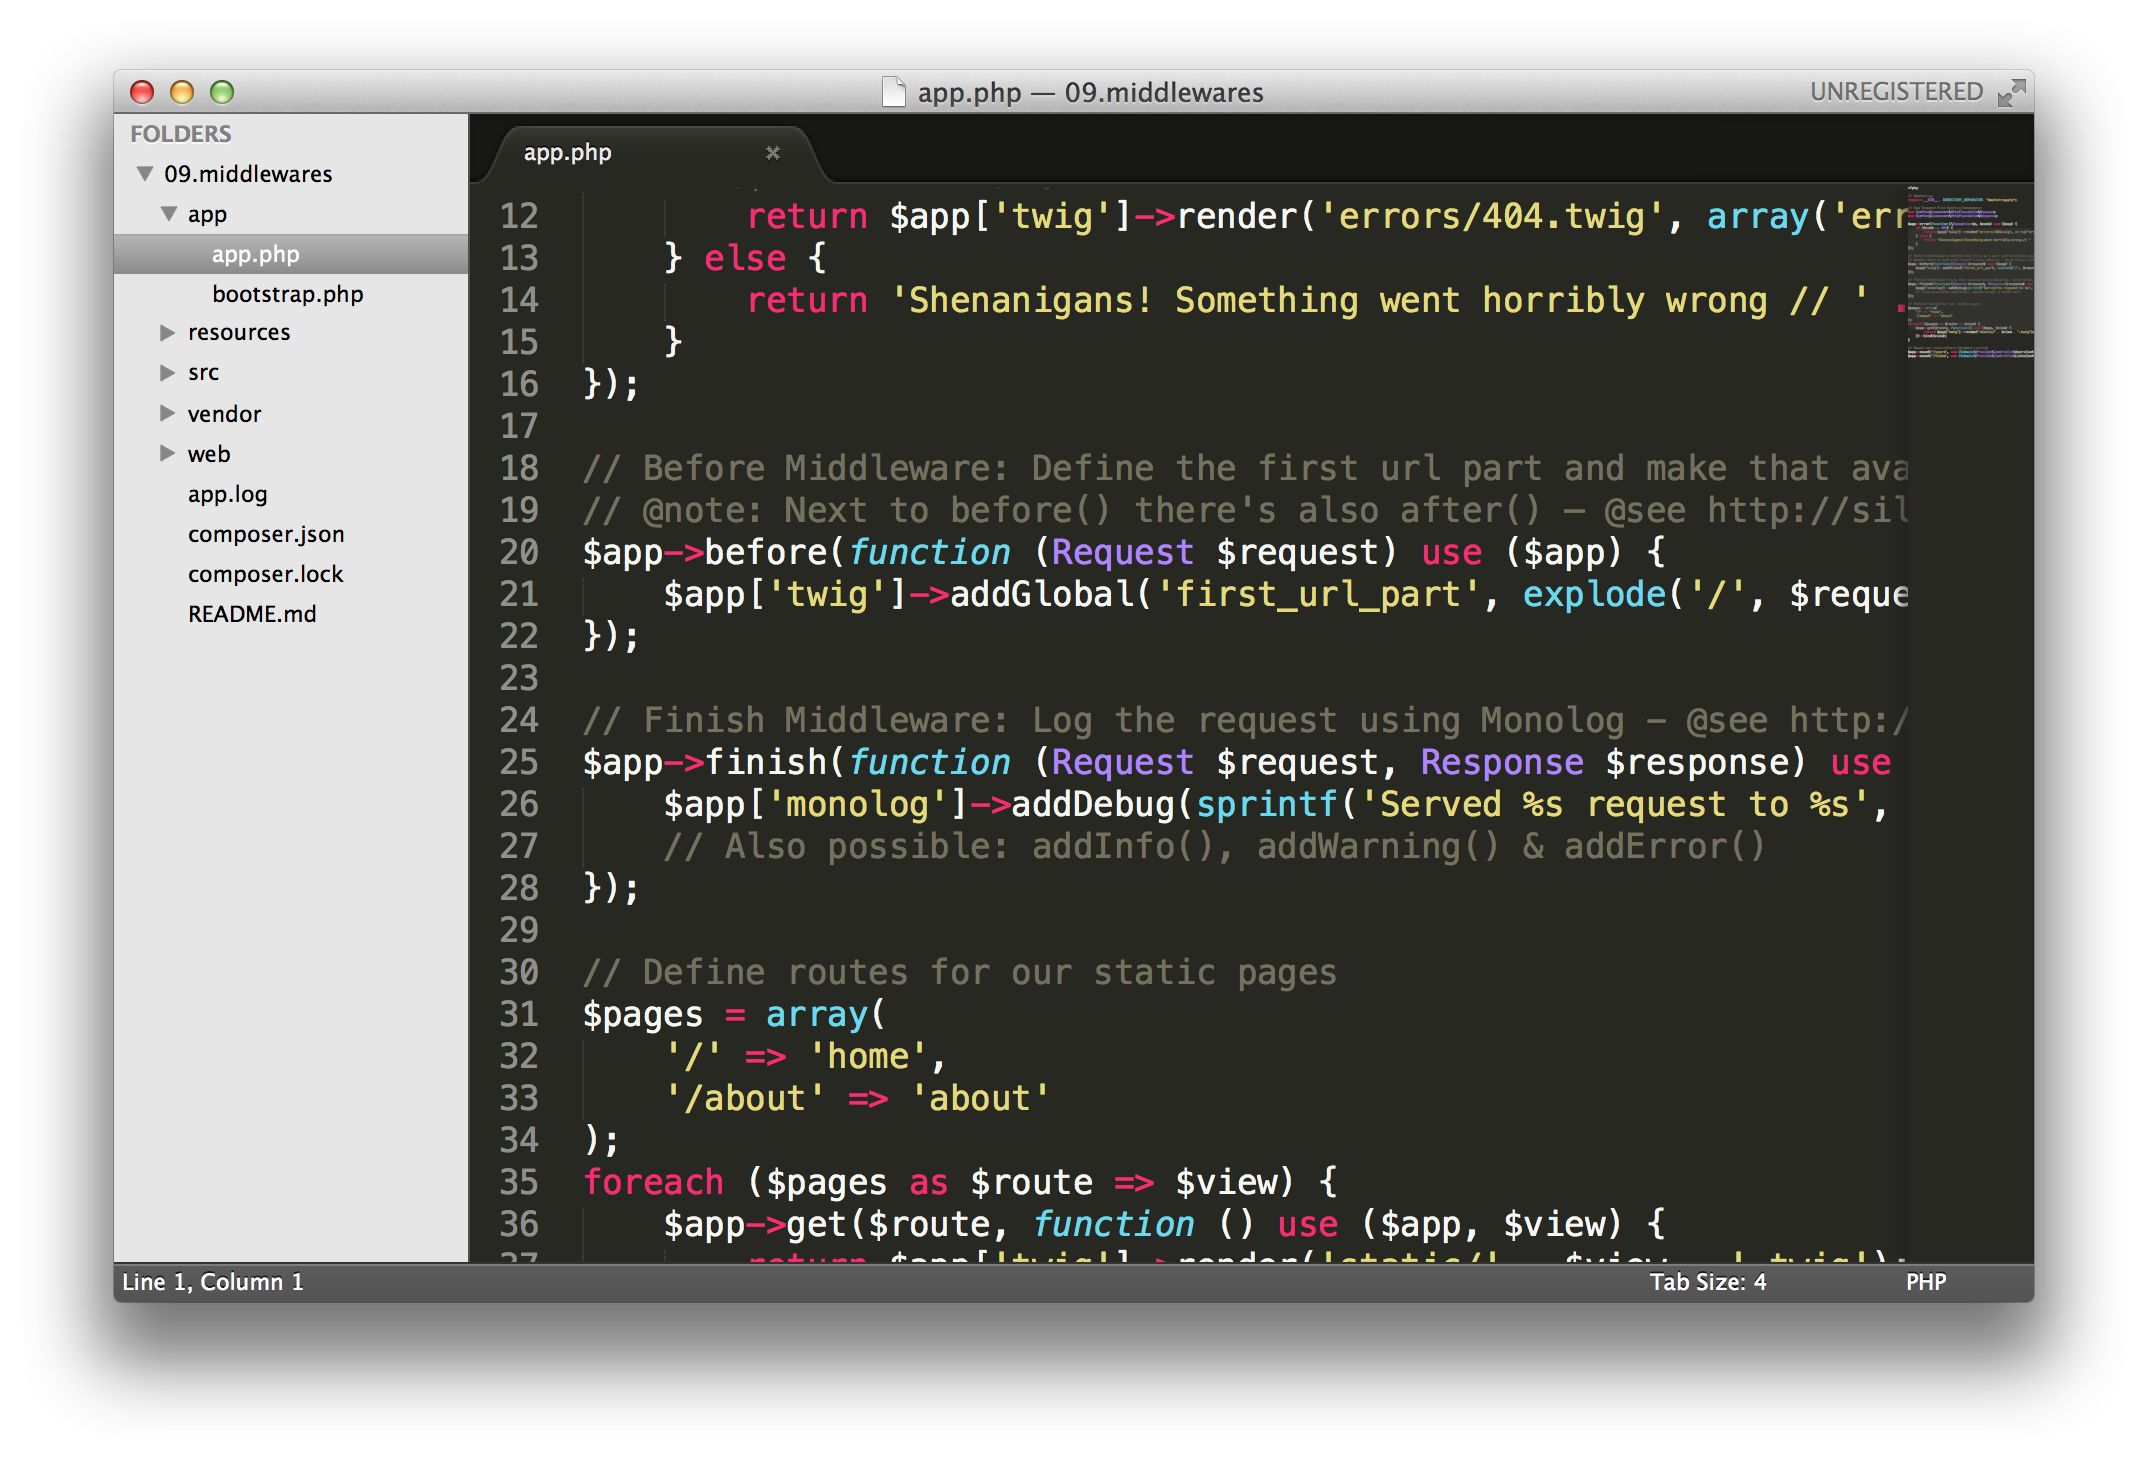 app.php — 09.middlewares
UNREGISTERED
FOLDERS
09.middlewares
app
app.php
bootstrap.php
resources
src
vendor
web
app.log
composer.json
composer.lock
README.md
app.php
12 return $app['twig']->render('errors/404.twig', array('err
13 } else {
14 return 'Shenanigans! Something went horribly wrong // ' .
15 }
16 });
17
18 // Before Middleware: Define the first url part and make that ava
19 // @note: Next to before() there's also after() – @see http://sil
20 $app->before(function (Request $request) use ($app) {
21 $app['twig']->addGlobal('first_url_part', explode('/', $reque
22 });
23
24 // Finish Middleware: Log the request using Monolog – @see http:/
25 $app->finish(function (Request $request, Response $response) use
26 $app['monolog']->addDebug(sprintf('Served %s request to %s',
27 // Also possible: addInfo(), addWarning() & addError()
28 });
29
30 // Define routes for our static pages
31 $pages = array(
32 '/' => 'home',
33 '/about' => 'about'
34 );
35 foreach ($pages as $route => $view) {
36 $app->get($route, function () use ($app, $view) {
37 return $app['twig']->render('static/' . $view . '.twig');
Line 1, Column 1
Tab Size: 4
PHP